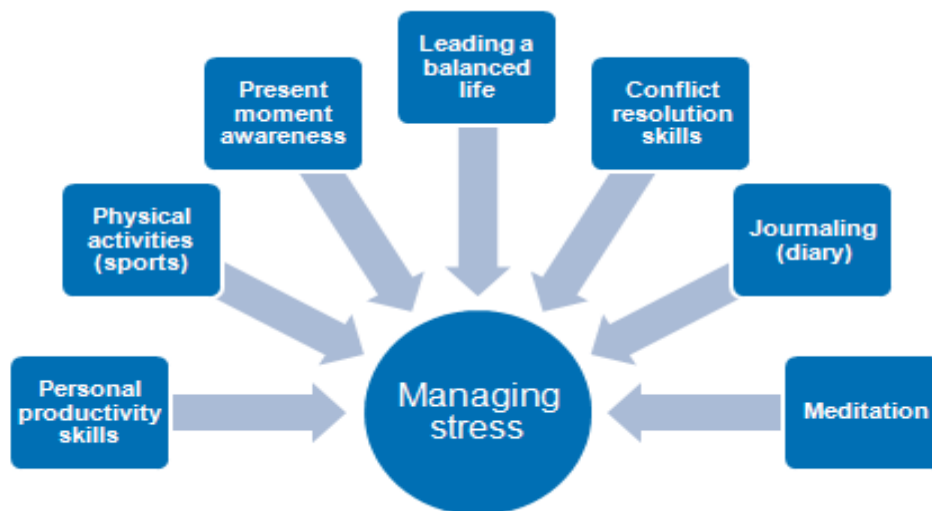 Leading a
balanced
life
Present
moment
awareness
Conflict
resolution
skills
Physical
activities
(sports)
Journaling
(diary)
Personal
productivity
skills
Managing
stress
Meditation